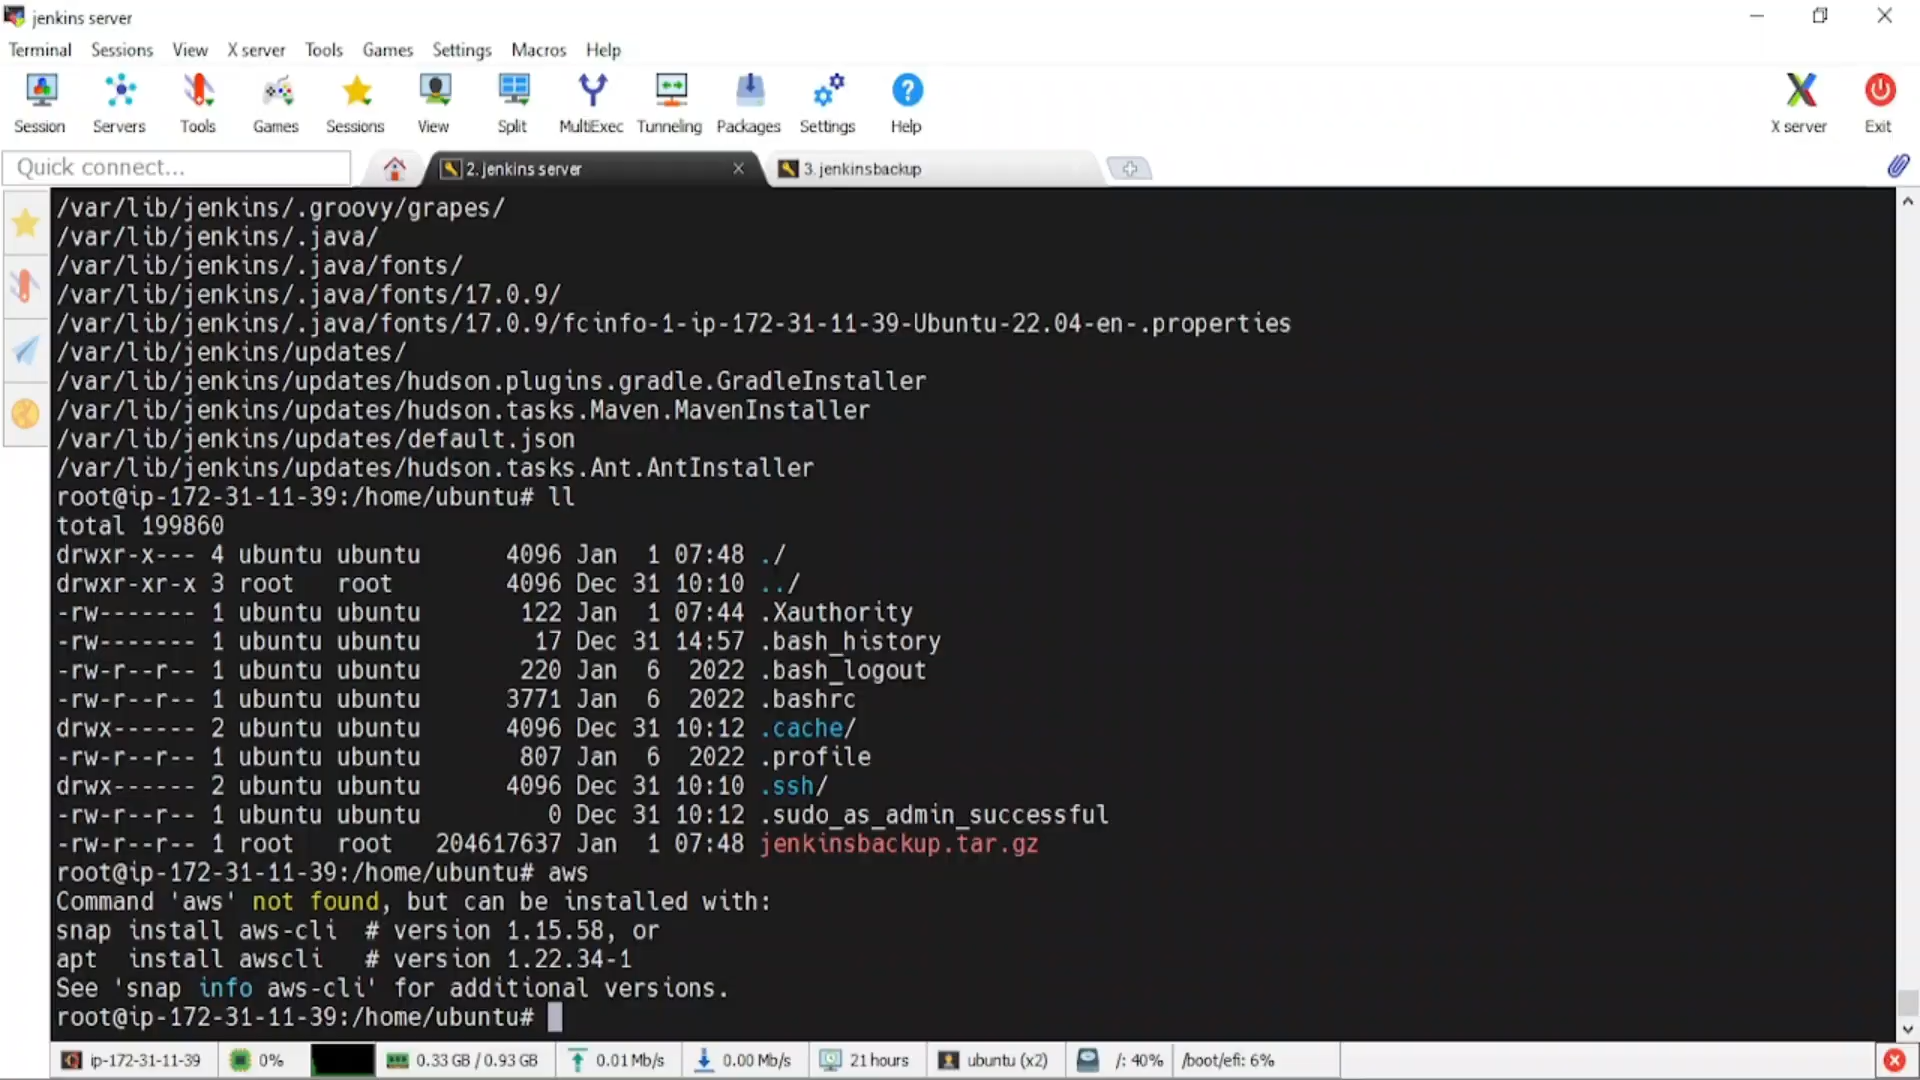 jenkins server
Terminal Sessions View X server Tools Games Settings Macros Help
Session Servers Tools Games Sessions View Split MultiExec Tunneling Packages Settings Help X server Exit
Quick connect... 2. jenkins server 3. jenkinsbackup
/var/lib/jenkins/.groovy/grapes/
/var/lib/jenkins/.java/
/var/lib/jenkins/.java/fonts/
/var/lib/jenkins/.java/fonts/17.0.9/
/var/lib/jenkins/.java/fonts/17.0.9/fcinfo-1-ip-172-31-11-39-Ubuntu-22.04-en-.properties
/var/lib/jenkins/updates/
/var/lib/jenkins/updates/hudson.plugins.gradle.GradleInstaller
/var/lib/jenkins/updates/hudson.tasks.Maven.MavenInstaller
/var/lib/jenkins/updates/default.json
/var/lib/jenkins/updates/hudson.tasks.Ant.AntInstaller
root@ip-172-31-11-39:/home/ubuntu# ll
total 199860
drwxr-x--- 4 ubuntu ubuntu      4096 Jan  1 07:48 ./
drwxr-xr-x 3 root   root        4096 Dec 31 10:10 ../
-rw------- 1 ubuntu ubuntu       122 Jan  1 07:44 .Xauthority
-rw------- 1 ubuntu ubuntu        17 Dec 31 14:57 .bash_history
-rw-r--r-- 1 ubuntu ubuntu       220 Jan  6  2022 .bash_logout
-rw-r--r-- 1 ubuntu ubuntu      3771 Jan  6  2022 .bashrc
drwx------ 2 ubuntu ubuntu      4096 Dec 31 10:12 .cache/
-rw-r--r-- 1 ubuntu ubuntu       807 Jan  6  2022 .profile
drwx------ 2 ubuntu ubuntu      4096 Dec 31 10:10 .ssh/
-rw-r--r-- 1 ubuntu ubuntu         0 Dec 31 10:12 .sudo_as_admin_successful
-rw-r--r-- 1 root   root   204617637 Jan  1 07:48 jenkinsbackup.tar.gz
root@ip-172-31-11-39:/home/ubuntu# aws
Command 'aws' not found, but can be installed with:
snap  install aws-cli  # version 1.15.58, or
apt   install awscli   # version 1.22.34-1
See 'snap info aws-cli' for additional versions.
root@ip-172-31-11-39:/home/ubuntu#
ip-172-31-11-39 0% 0.33 GB / 0.93 GB 0.01 Mb/s 0.00 Mb/s 21 hours ubuntu (x2) /: 40% /boot/efi: 6%